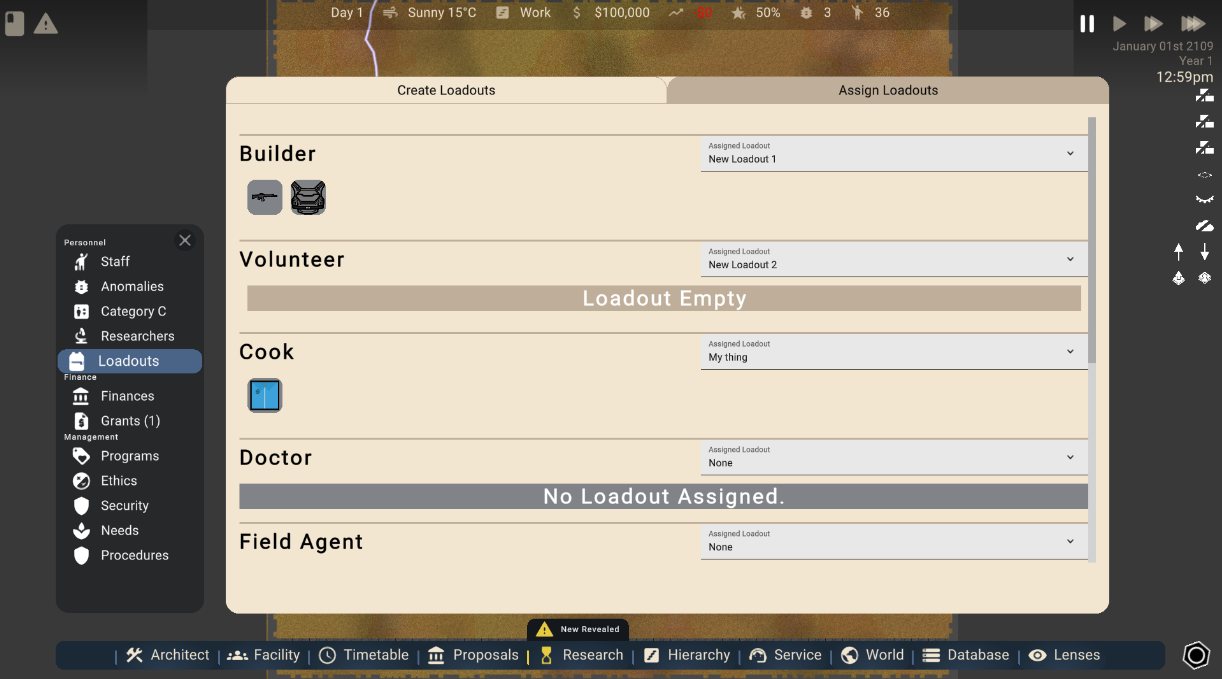 Day 1 Sunny 15°C Work $ $100,000 -$0 50% 3 36
January 01st 2109
Year 1
12:59pm
Create Loadouts Assign Loadouts
Builder
Assigned Loadout
New Loadout 1
Volunteer
Assigned Loadout
New Loadout 2
Loadout Empty
Cook
Assigned Loadout
My thing
Doctor
Assigned Loadout
None
No Loadout Assigned.
Field Agent
Assigned Loadout
None
Personnel
Staff
Anomalies
Category C
Researchers
Loadouts
Finance
Finances
Grants (1)
Management
Programs
Ethics
Security
Needs
Procedures
New Revealed
Architect | Facility | Timetable | Proposals | Research | Hierarchy | Service | World | Database | Lenses